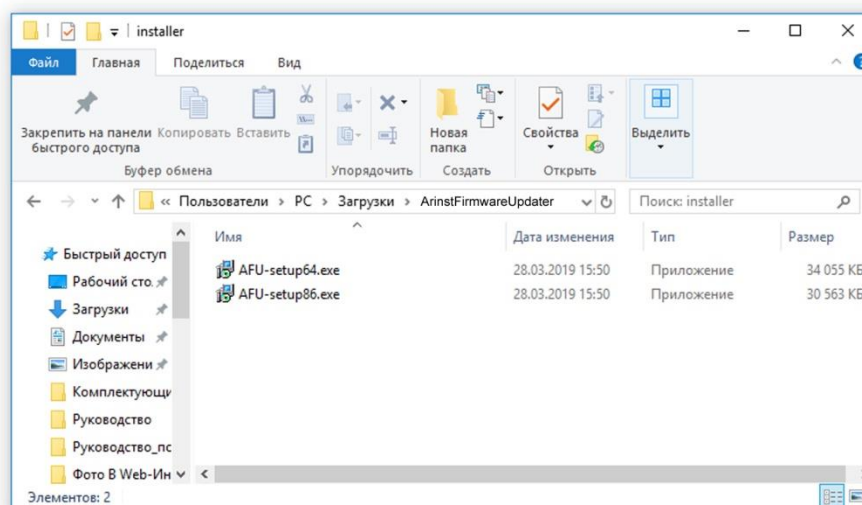 installer
Файл Главная Поделиться Вид
Закрепить на панели быстрого доступа
Копировать
Вставить
Буфер обмена
Упорядочить
Новая папка
Создать
Свойства
Открыть
Выделить
« Пользователи › PC › Загрузки › ArinstFirmwareUpdater
Поиск: installer
Имя Дата изменения Тип Размер
AFU-setup64.exe 28.03.2019 15:50 Приложение 34 055 КБ
AFU-setup86.exe 28.03.2019 15:50 Приложение 30 563 КБ
Быстрый доступ
Рабочий сто.
Загрузки
Документы
Изображени
Комплектующи
Руководство
Руководство_пс
Фото В Web-Ин
Элементов: 2